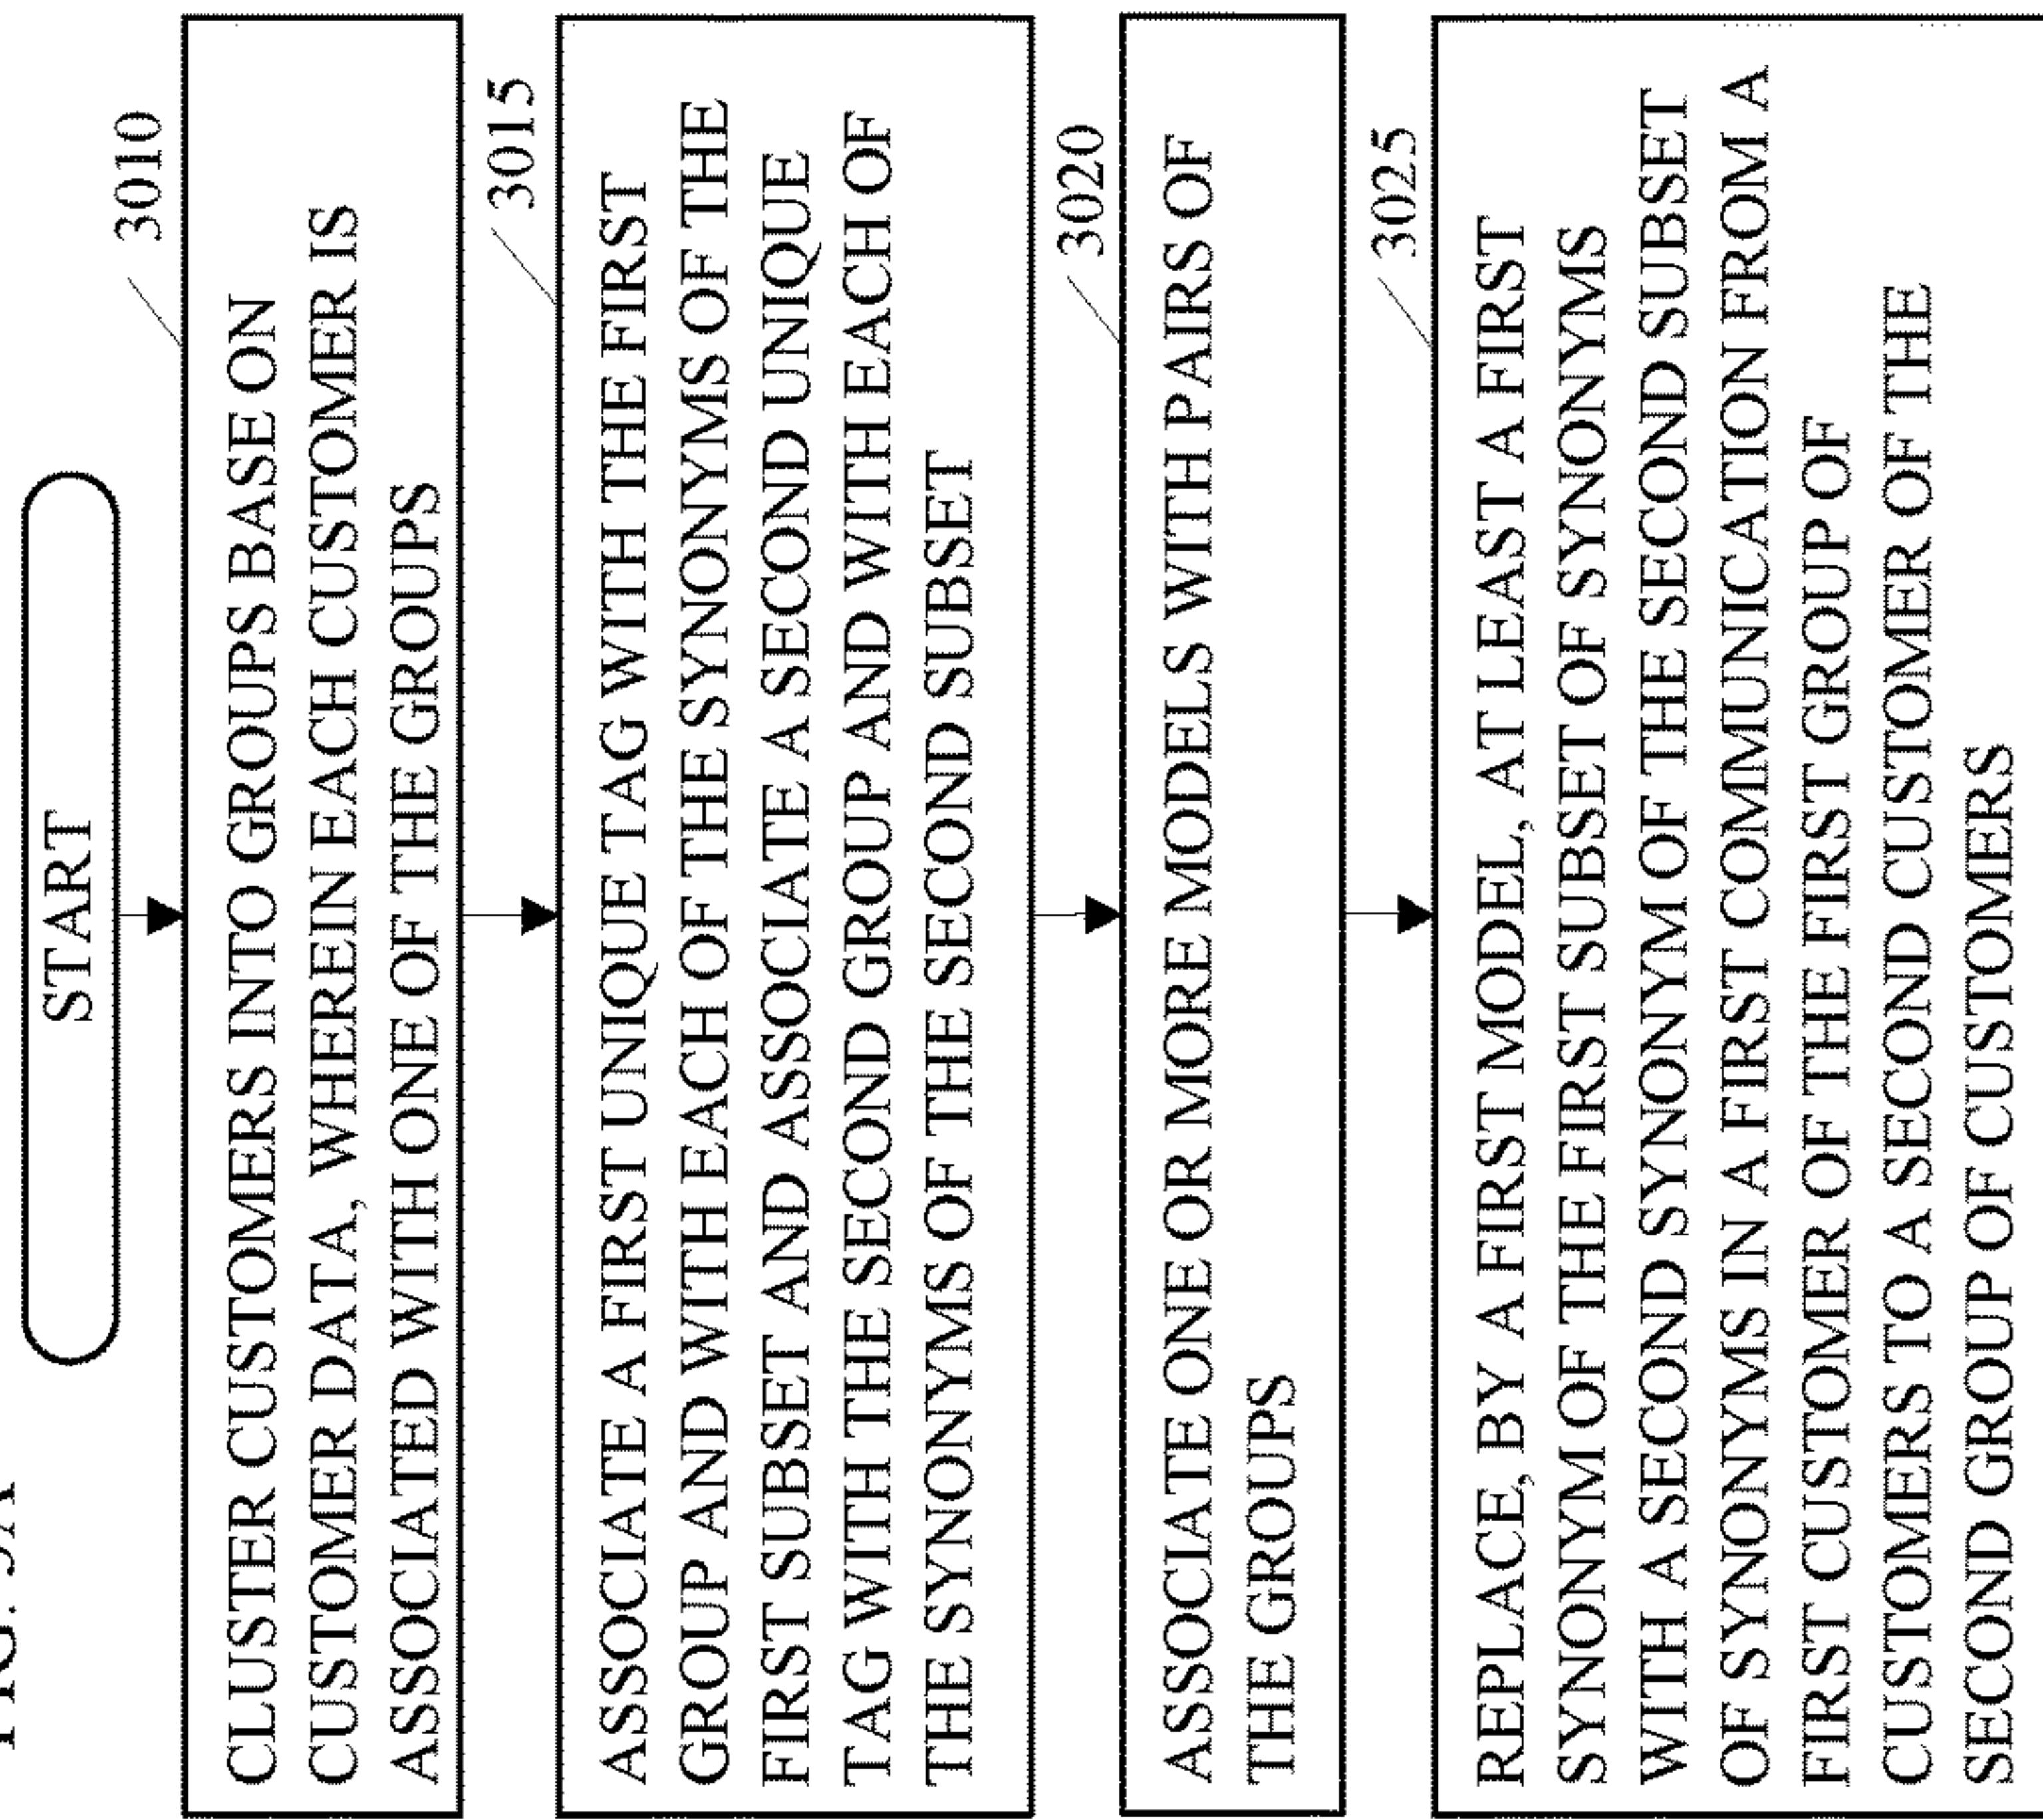 START
3010
CLUSTER CUSTOMERS INTO GROUPS BASE ON
CUSTOMER DATA, WHEREIN EACH CUSTOMER IS
ASSOCIATED WITH ONE OF THE GROUPS
3015
ASSOCIATE A FIRST UNIQUE TAG WITH THE FIRST
GROUP AND WITH EACH OF THE SYNONYMS OF THE
FIRST SUBSET AND ASSOCIATE A SECOND UNIQUE
TAG WITH THE SECOND GROUP AND WITH EACH OF
THE SYNONYMS OF THE SECOND SUBSET
3020
ASSOCIATE ONE OR MORE MODELS WITH PAIRS OF
THE GROUPS
3025
REPLACE, BY A FIRST MODEL, AT LEAST A FIRST
SYNONYM OF THE FIRST SUBSET OF SYNONYMS
WITH A SECOND SYNONYM OF THE SECOND SUBSET
OF SYNONYMS IN A FIRST COMMUNICATION FROM A
FIRST CUSTOMER OF THE FIRST GROUP OF
CUSTOMERS TO A SECOND CUSTOMER OF THE
SECOND GROUP OF CUSTOMERS